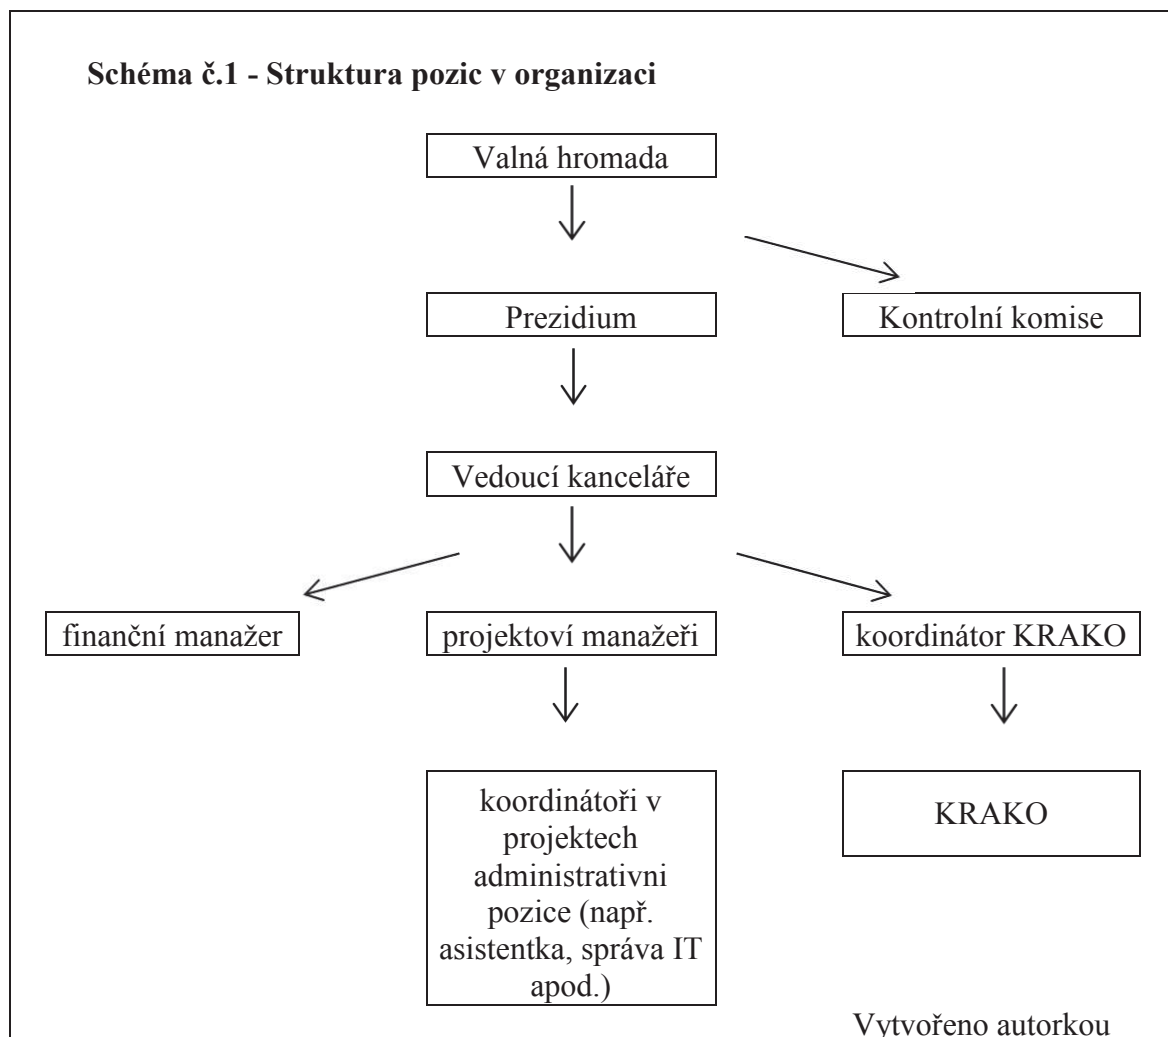 Schéma č.1 - Struktura pozic v organizaci
Valná hromada
Prezidium
Kontrolní komise
Vedoucí kanceláře
finanční manažer
projektoví manažeři
koordinátor KRAKO
koordinátoři v
projektech
administrativni
pozice (např.
asistentka, správa IT
apod.)
KRAKO
Vytvořeno autorkou